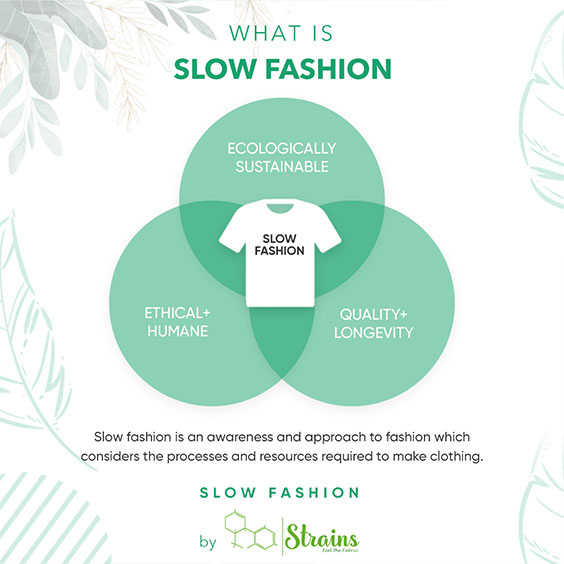 WHAT IS
SLOW FASHION
ECOLOGICALLY
SUSTAINABLE
SLOW
FASHION
ETHICAL+
HUMANE
QUALITY+
LONGEVITY
Slow fashion is an awareness and approach to fashion which
considers the processes and resources required to make clothing.
SLOW FASHION
by Strains
Feel the Fabric